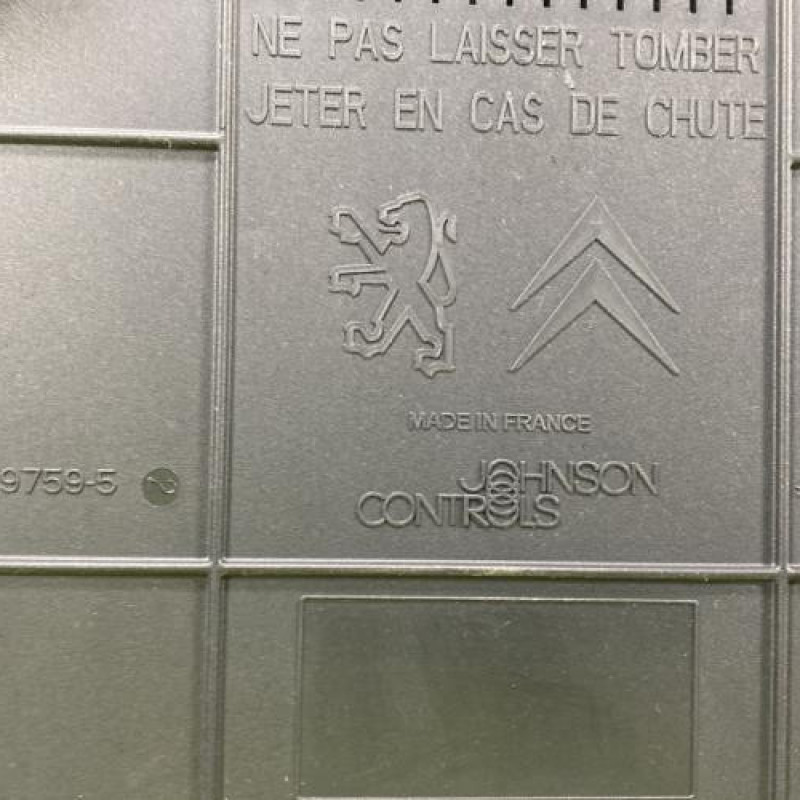 NE PAS LAISSER TOMBER
JETER EN CAS DE CHUTE
MADE IN FRANCE
9759-5
JOHNSON
CONTROLS